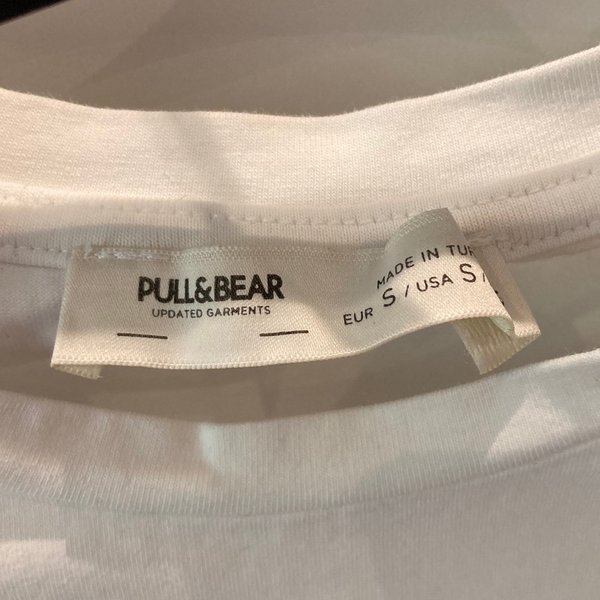 PULL&BEAR
UPDATED GARMENTS
MADE IN
EUR S / USA S /